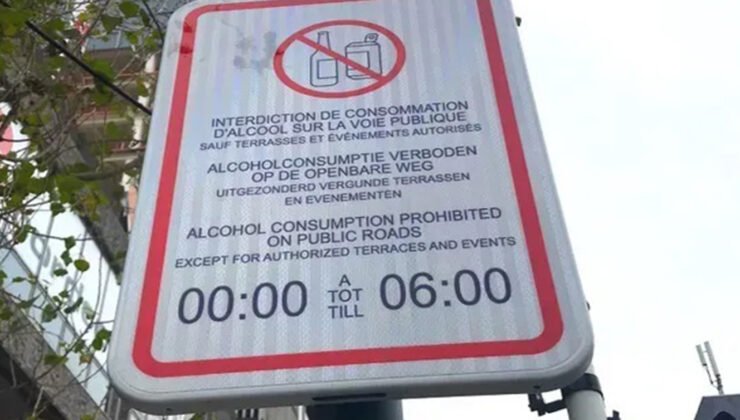 INTERDICTION DE CONSOMMATION
D'ALCOOL SUR LA VOIE PUBLIQUE
SAUF TERRASSES ET ÉVÉNEMENTS AUTORISÉS
ALCOHOLCONSUMPTIE VERBODEN
OP DE OPENBARE WEG
UITGEZONDERD VERGUNDE TERRASSEN
EN EVENEMENTEN
ALCOHOL CONSUMPTION PROHIBITED
ON PUBLIC ROADS
EXCEPT FOR AUTHORIZED TERRACES AND EVENTS
00:00 A TOT TILL 06:00